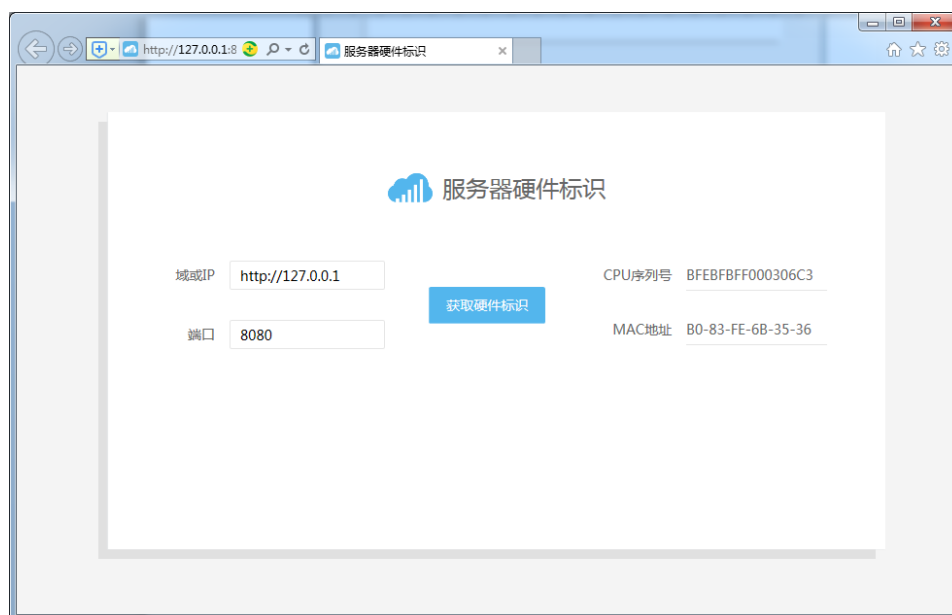 http://127.0.0.1:8
服务器硬件标识
服务器硬件标识
域或IP http://127.0.0.1
CPU序列号 BFEBFBFF000306C3
获取硬件标识
端口 8080
MAC地址 B0-83-FE-6B-35-36